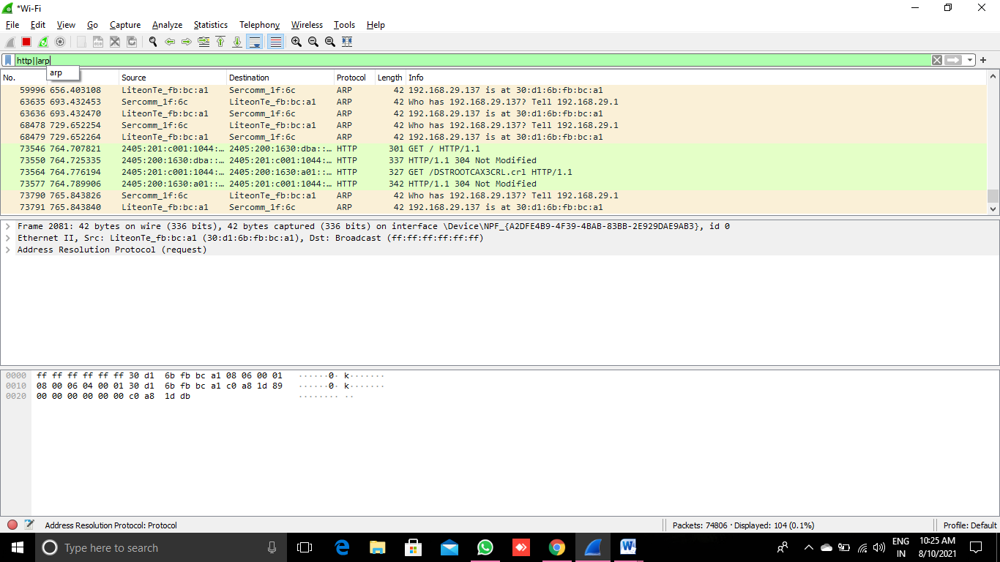 *Wi-Fi
File Edit View Go Capture Analyze Statistics Telephony Wireless Tools Help
http||arp
arp
No. Source Destination Protocol Length Info
59996 656.403108 LiteonTe_fb:bc:a1 Sercomm_1f:6c ARP 42 192.168.29.137 is at 30:d1:6b:fb:bc:a1
63635 693.432453 Sercomm_1f:6c LiteonTe_fb:bc:a1 ARP 42 Who has 192.168.29.137? Tell 192.168.29.1
63636 693.432470 LiteonTe_fb:bc:a1 Sercomm_1f:6c ARP 42 192.168.29.137 is at 30:d1:6b:fb:bc:a1
68478 729.652254 Sercomm_1f:6c LiteonTe_fb:bc:a1 ARP 42 Who has 192.168.29.137? Tell 192.168.29.1
68479 729.652264 LiteonTe_fb:bc:a1 Sercomm_1f:6c ARP 42 192.168.29.137 is at 30:d1:6b:fb:bc:a1
73546 764.707821 2405:201:c001:1044:… 2405:200:1630:dba::… HTTP 301 GET / HTTP/1.1
73550 764.725335 2405:200:1630:dba::… 2405:201:c001:1044:… HTTP 337 HTTP/1.1 304 Not Modified
73564 764.776194 2405:201:c001:1044:… 2405:200:1630:a01::… HTTP 327 GET /DSTROOTCAX3CRL.crl HTTP/1.1
73577 764.789906 2405:200:1630:a01::… 2405:201:c001:1044:… HTTP 342 HTTP/1.1 304 Not Modified
73790 765.843826 Sercomm_1f:6c LiteonTe_fb:bc:a1 ARP 42 Who has 192.168.29.137? Tell 192.168.29.1
73791 765.843840 LiteonTe_fb:bc:a1 Sercomm_1f:6c ARP 42 192.168.29.137 is at 30:d1:6b:fb:bc:a1
Frame 2081: 42 bytes on wire (336 bits), 42 bytes captured (336 bits) on interface \Device\NPF_{A2DFE4B9-4F39-4BAB-83BB-2E929DAE9AB3}, id 0
Ethernet II, Src: LiteonTe_fb:bc:a1 (30:d1:6b:fb:bc:a1), Dst: Broadcast (ff:ff:ff:ff:ff:ff)
Address Resolution Protocol (request)
0000 ff ff ff ff ff ff 30 d1 6b fb bc a1 08 06 00 01 ······0· k·······
0010 08 00 06 04 00 01 30 d1 6b fb bc a1 c0 a8 1d 89 ······0· k·······
0020 00 00 00 00 00 00 c0 a8 1d db ········ ··
Address Resolution Protocol: Protocol
Packets: 74806 · Displayed: 104 (0.1%)
Profile: Default
Type here to search
ENG
IN
10:25 AM
8/10/2021